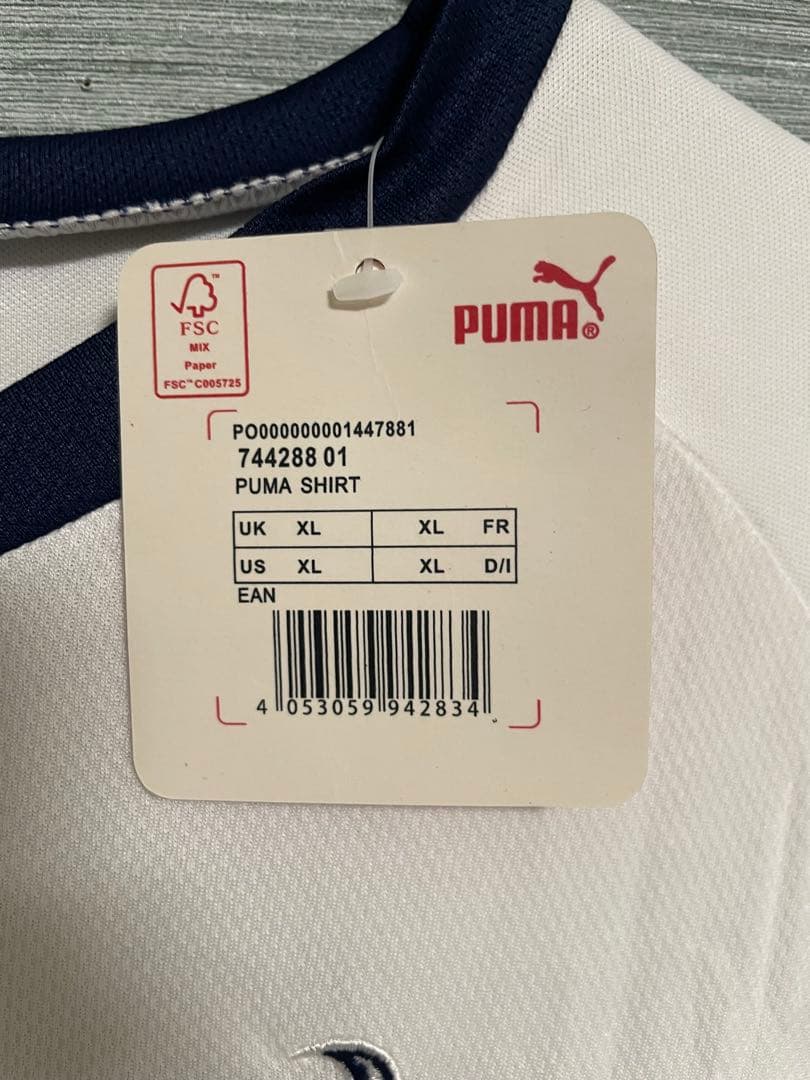 FSC™
MIX
Paper
FSC™ C005725
PUMA®
PO000000001447881
744288 01
PUMA SHIRT
UK XL XL FR
US XL XL D/I
EAN
4 053059 942834